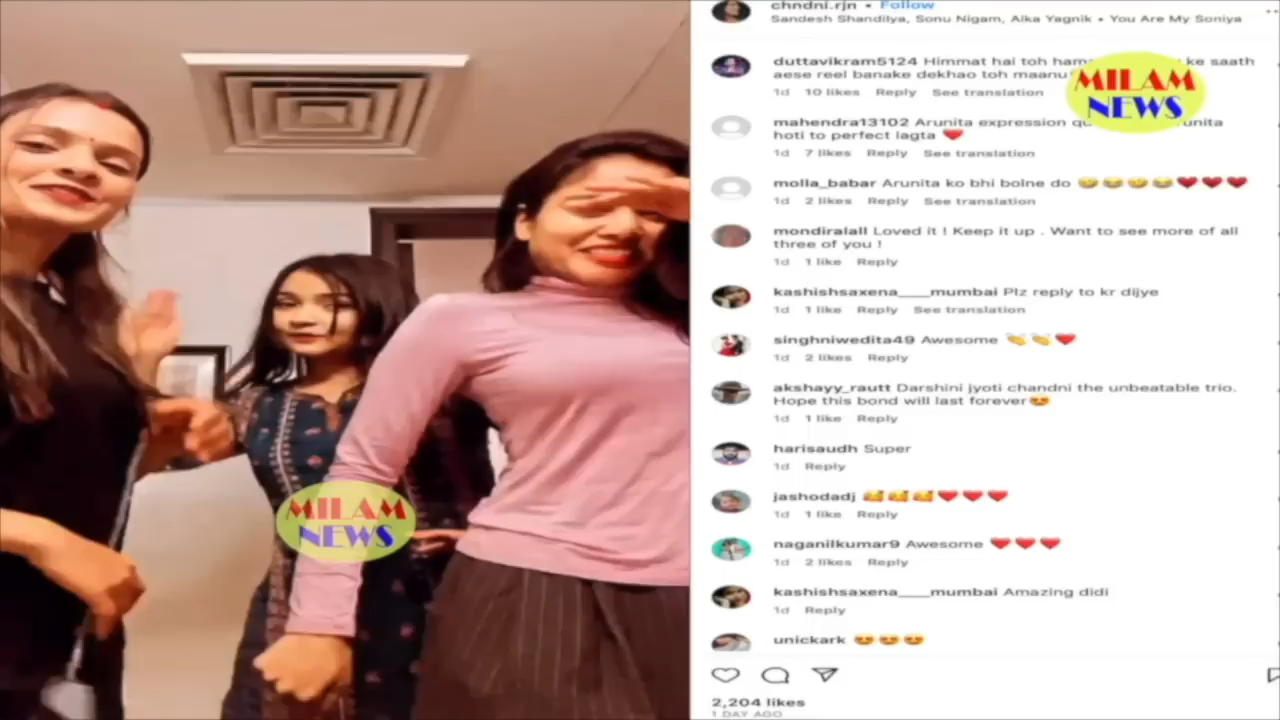 chndni.rjn • Follow
Sandesh Shandilya, Sonu Nigam, Alka Yagnik • You Are My Soniya
duttavikram5124 Himmat hai toh ke saath
aese reel banake dekhao toh maanu
1d 10 likes Reply See translation
MILAM
NEWS
mahendra13102 Arunita expression
hoti to perfect lagta ❤️
1d 7 likes Reply See translation
molla_babar Arunita ko bhi bolne do 🤣😂🤣😂❤️❤️❤️
1d 2 likes Reply See translation
mondiralall Loved it ! Keep it up . Want to see more of all
three of you !
1d 1 like Reply
kashishsaxena____mumbai Plz reply to kr dijye
1d 1 like Reply See translation
singhniwedita49 Awesome 👏👏❤️
1d 2 likes Reply
akshayy_rautt Darshini jyoti chandni the unbeatable trio.
Hope this bond will last forever😍
1d 1 like Reply
harisaudh Super
1d Reply
jashodadj 🥰🥰🥰❤️❤️❤️
1d 1 like Reply
naganilkumar9 Awesome ❤️❤️❤️
1d 2 likes Reply
kashishsaxena____mumbai Amazing didi
1d Reply
unickark 😍😍😍
2,204 likes
1 DAY AGO
MILAM
NEWS